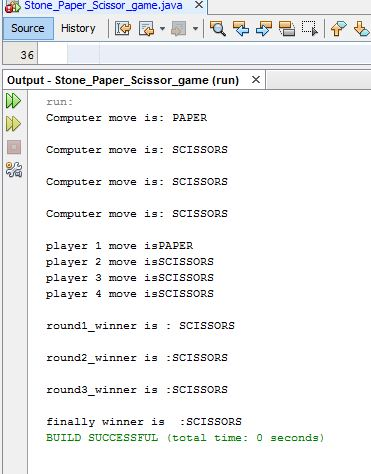 Stone_Paper_Scissor_game.java ×
Source History
36
Output - Stone_Paper_Scissor_game (run) ×
run:
Computer move is: PAPER
Computer move is: SCISSORS
Computer move is: SCISSORS
Computer move is: SCISSORS
player 1 move isPAPER
player 2 move isSCISSORS
player 3 move isSCISSORS
player 4 move isSCISSORS
round1_winner is : SCISSORS
round2_winner is :SCISSORS
round3_winner is :SCISSORS
finally winner is  :SCISSORS
BUILD SUCCESSFUL (total time: 0 seconds)